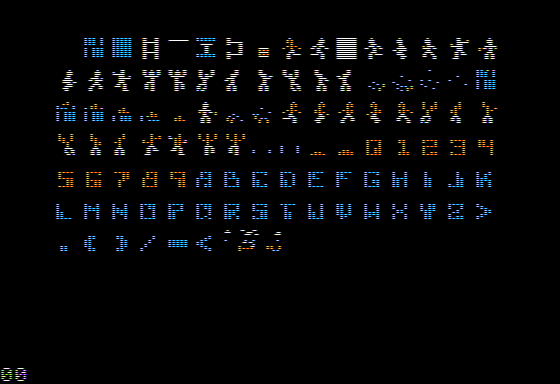 0 1 2 3 4
5 6 7 8 9 A B C D E F G H I J K
L M N O P Q R S T U V W X Y Z >
. ( ) / - <
00